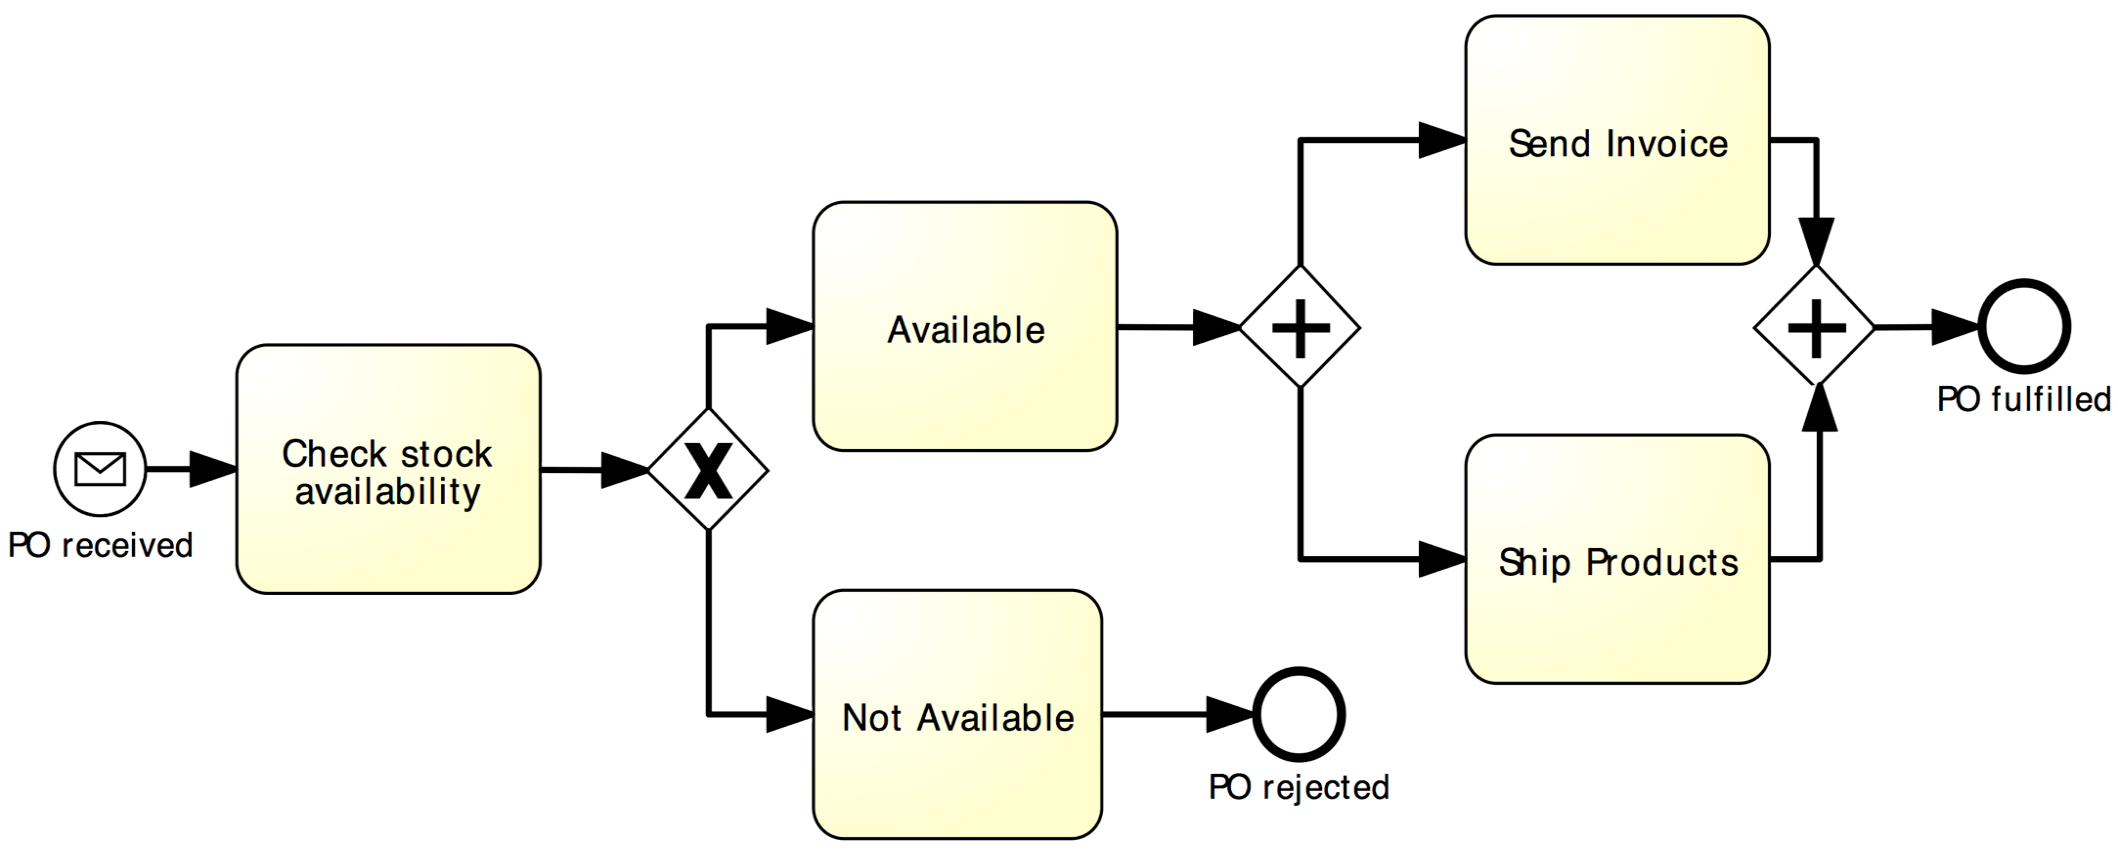 PO received
Check stock
availability
X
Available
Not Available
PO rejected
Send Invoice
Ship Products
PO fulfilled